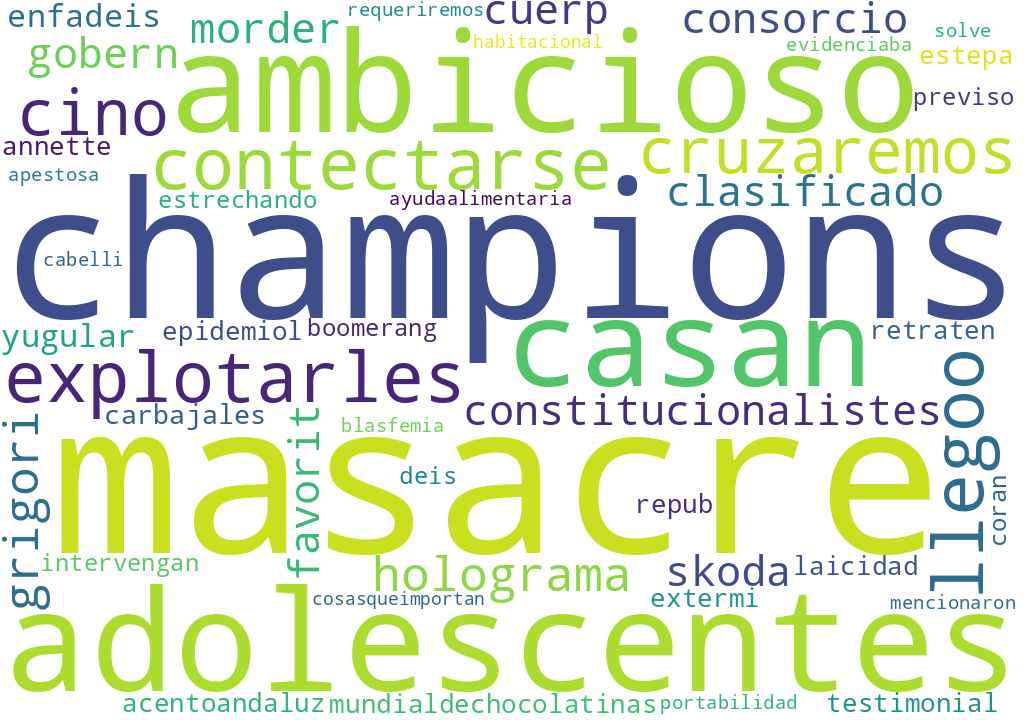 enfadeis
morder
requeriremos
cuerp
consorcio
solve
gobern
habitacional
evidenciaba
estepa
ambicioso
cino
previso
annette
contectarse
cruzaremos
apestosa
estrechando
ayudaalimentaria
clasificado
champions
cabelli
yugular
epidemiol
boomerang
casan
retraten
explotarles
llegooo
carbajales
constitucionalistes
grigori
favorit
blasfemia
masacre
deis
coran
repub
intervengan
holograma
skoda
laicidad
adolescentes
cosasqueimportan
extermi
mencionaron
acentoandaluz
mundialdechocolatinas
portabilidad
testimonial